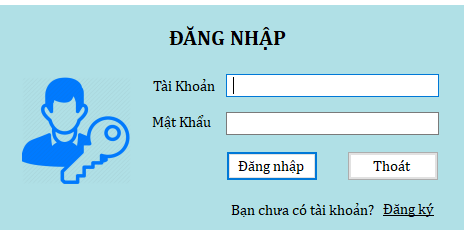 ĐĂNG NHẬP
Tài Khoản
Mật Khẩu
Đăng nhập Thoát
Bạn chưa có tài khoản? Đăng ký